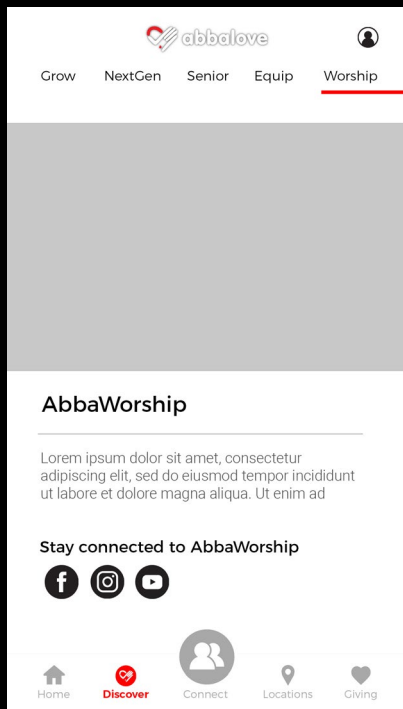 abbalove
Grow NextGen Senior Equip Worship
AbbaWorship
Lorem ipsum dolor sit amet, consectetur
adipiscing elit, sed do eiusmod tempor incididunt
ut labore et dolore magna aliqua. Ut enim ad
Stay connected to AbbaWorship
Home Discover Connect Locations Giving